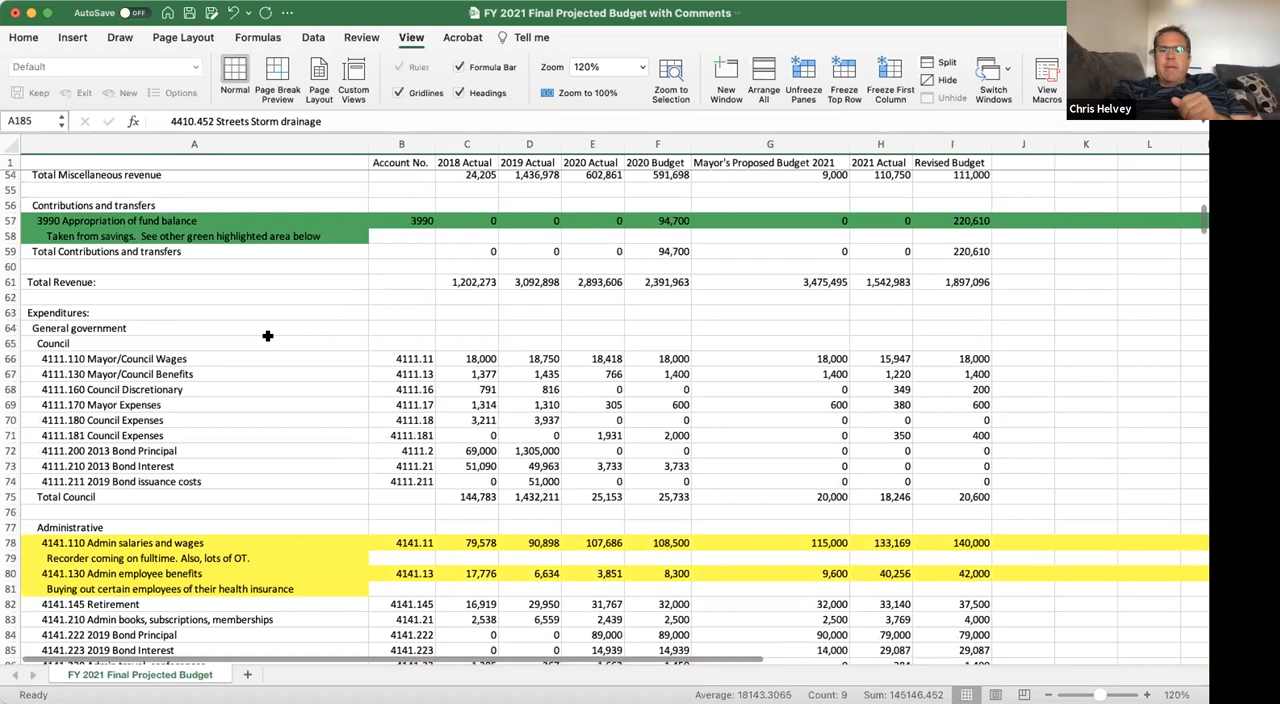 AutoSave OFF FY 2021 Final Projected Budget with Comments
Home Insert Draw Page Layout Formulas Data Review View Acrobat Tell me
Default
Keep Exit New Options
Normal Page Break Preview Page Layout Custom Views
Ruler Formula Bar
Gridlines Headings
Zoom 120%
Zoom to 100%
Zoom to Selection
New Window Arrange All Unfreeze Panes Freeze Top Row Freeze First Column
Split
Hide
Unhide
Switch Windows View Macros
Chris Helvey
A185 fx 4410.452 Streets Storm drainage
A B C D E F G H I J K L
1 Account No. 2018 Actual 2019 Actual 2020 Actual 2020 Budget Mayor's Proposed Budget 2021 2021 Actual Revised Budget
54 Total Miscellaneous revenue 24,205 1,436,978 602,861 591,698 9,000 110,750 111,000
55
56 Contributions and transfers
57 3990 Appropriation of fund balance 3990 0 0 0 94,700 0 0 220,610
58 Taken from savings. See other green highlighted area below
59 Total Contributions and transfers 0 0 0 94,700 0 0 220,610
60
61 Total Revenue: 1,202,273 3,092,898 2,893,606 2,391,963 3,475,495 1,542,983 1,897,096
62
63 Expenditures:
64 General government
65 Council
66 4111.110 Mayor/Council Wages 4111.11 18,000 18,750 18,418 18,000 18,000 15,947 18,000
67 4111.130 Mayor/Council Benefits 4111.13 1,377 1,435 766 1,400 1,400 1,220 1,400
68 4111.160 Council Discretionary 4111.16 791 816 0 0 0 349 200
69 4111.170 Mayor Expenses 4111.17 1,314 1,310 305 600 600 380 600
70 4111.180 Council Expenses 4111.18 3,211 3,937 0 0 0 0 0
71 4111.181 Council Expenses 4111.181 0 0 1,931 2,000 0 350 400
72 4111.200 2013 Bond Principal 4111.2 69,000 1,305,000 0 0 0 0 0
73 4111.210 2013 Bond Interest 4111.21 51,090 49,963 3,733 3,733 0 0 0
74 4111.211 2019 Bond issuance costs 4111.211 0 51,000 0 0 0 0 0
75 Total Council 144,783 1,432,211 25,153 25,733 20,000 18,246 20,600
76
77 Administrative
78 4141.110 Admin salaries and wages 4141.11 79,578 90,898 107,686 108,500 115,000 133,169 140,000
79 Recorder coming on fulltime. Also, lots of OT.
80 4141.130 Admin employee benefits 4141.13 17,776 6,634 3,851 8,300 9,600 40,256 42,000
81 Buying out certain employees of their health insurance
82 4141.145 Retirement 4141.145 16,919 29,950 31,767 32,000 32,000 33,140 37,500
83 4141.210 Admin books, subscriptions, memberships 4141.21 2,538 6,559 2,439 2,500 2,500 3,769 4,000
84 4141.222 2019 Bond Principal 4141.222 0 0 89,000 89,000 90,000 79,000 79,000
85 4141.223 2019 Bond Interest 4141.223 0 0 14,939 14,939 14,000 29,087 29,087
FY 2021 Final Projected Budget
Ready Average: 18143.3065 Count: 9 Sum: 145146.452 120%